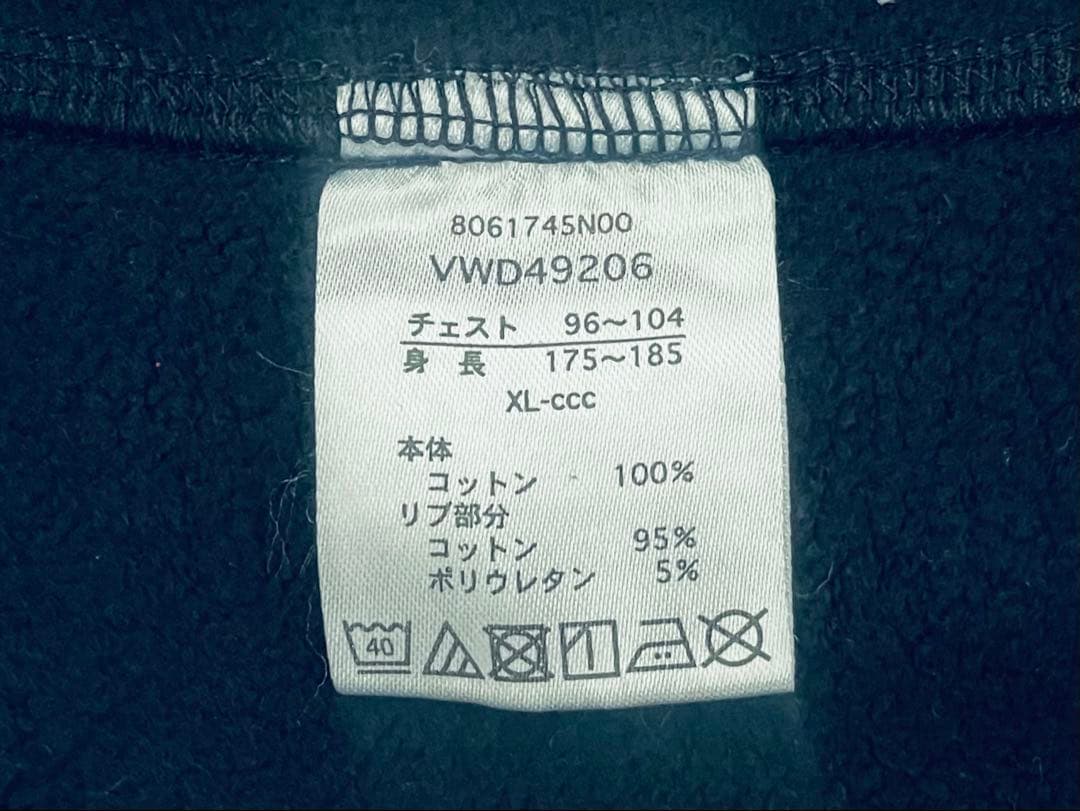 8061745N00
VWD49206
チェスト 96～104
身 長 175～185
XL-ccc
本体
コットン 100%
リブ部分
コットン 95%
ポリウレタン 5%
40